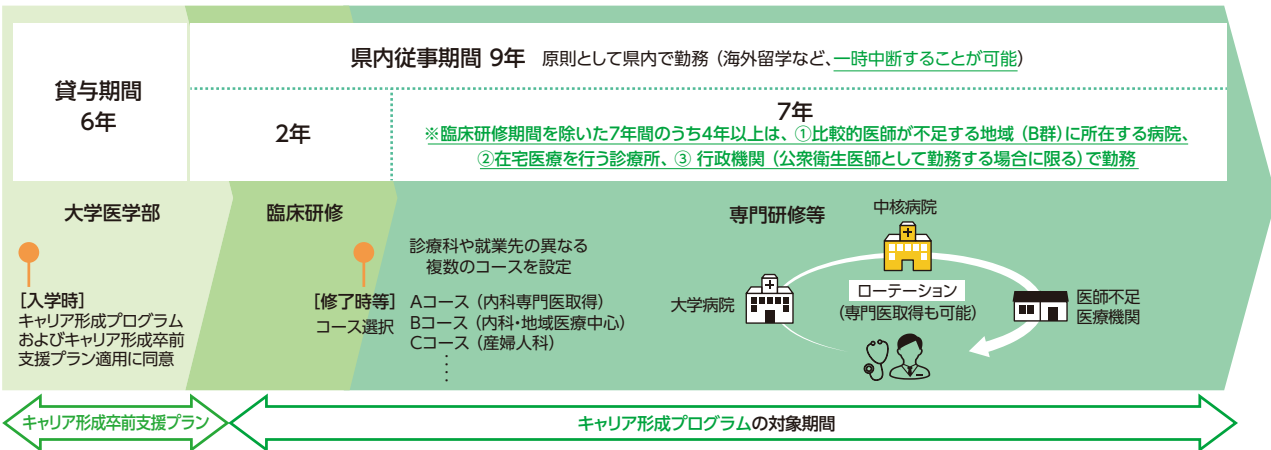 貸与期間
6年
県内従事期間 9年 原則として県内で勤務（海外留学など、一時中断することが可能）
2年
7年
※臨床研修期間を除いた7年間のうち4年以上は、①比較的医師が不足する地域（B群）に所在する病院、
②在宅医療を行う診療所、③ 行政機関（公衆衛生医師として勤務する場合に限る）で勤務
大学医学部
臨床研修
専門研修等
［入学時］
キャリア形成プログラム
およびキャリア形成卒前
支援プラン適用に同意
［修了時等］
コース選択
診療科や就業先の異なる
複数のコースを設定
Aコース（内科専門医取得）
Bコース（内科・地域医療中心）
Cコース（産婦人科）
⋮
中核病院
大学病院
ローテーション
（専門医取得も可能）
医師不足
医療機関
キャリア形成卒前支援プラン
キャリア形成プログラムの対象期間